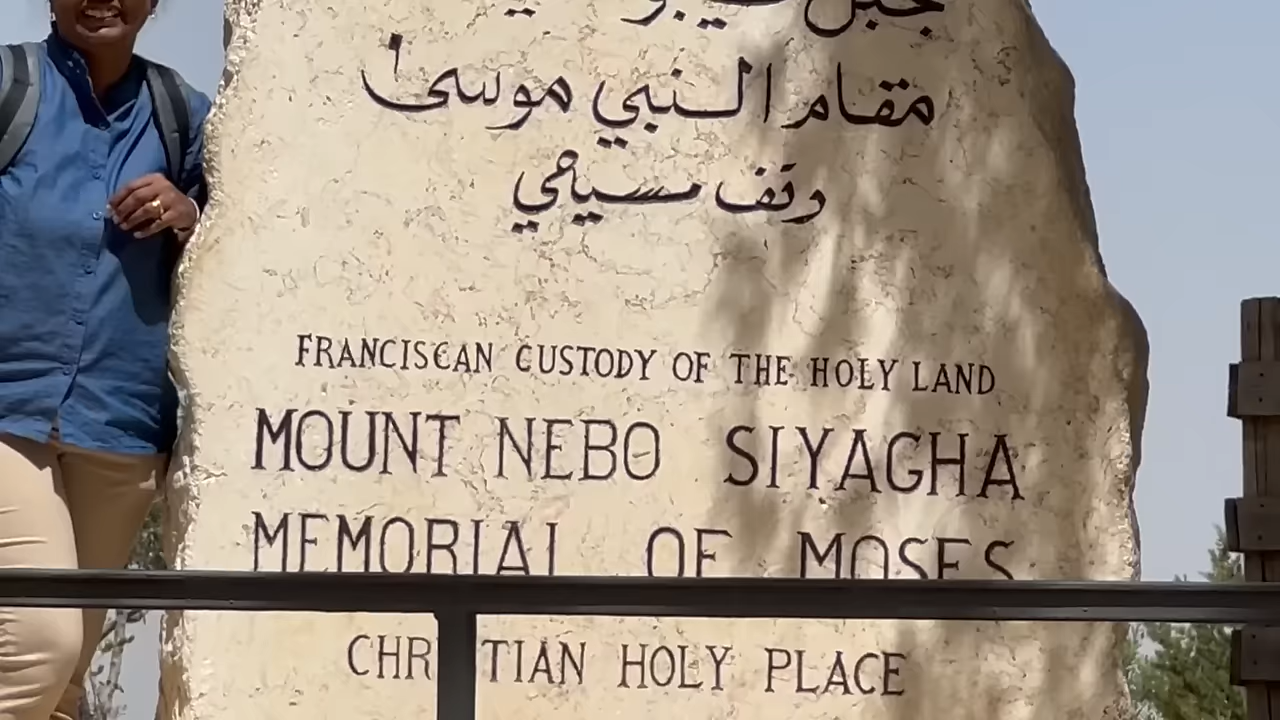 جبل
مقام النبي موسى
وقف مسيحي
FRANCISCAN CUSTODY OF THE HOLY LAND
MOUNT NEBO SIYAGHA
MEMORIAL OF MOSES
HOLY PLACE